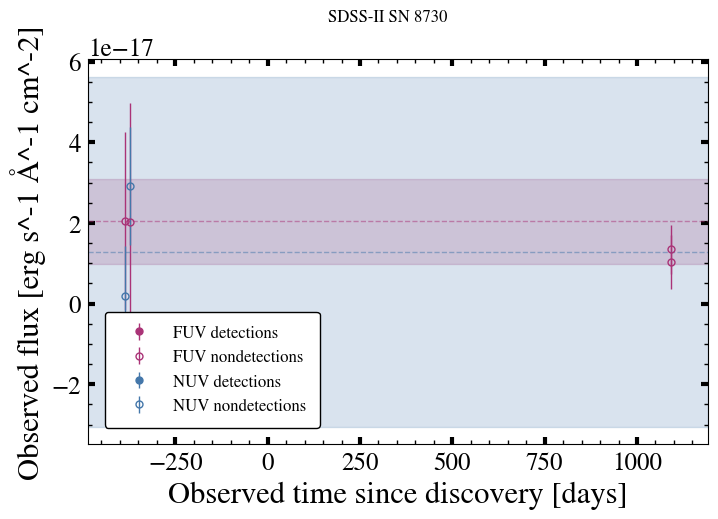 SDSS-II SN 8730
1e−17
6
4
2
0
−2
Observed flux [erg s^-1 Å^-1 cm^-2]
FUV detections
FUV nondetections
NUV detections
NUV nondetections
−250 0 250 500 750 1000
Observed time since discovery [days]